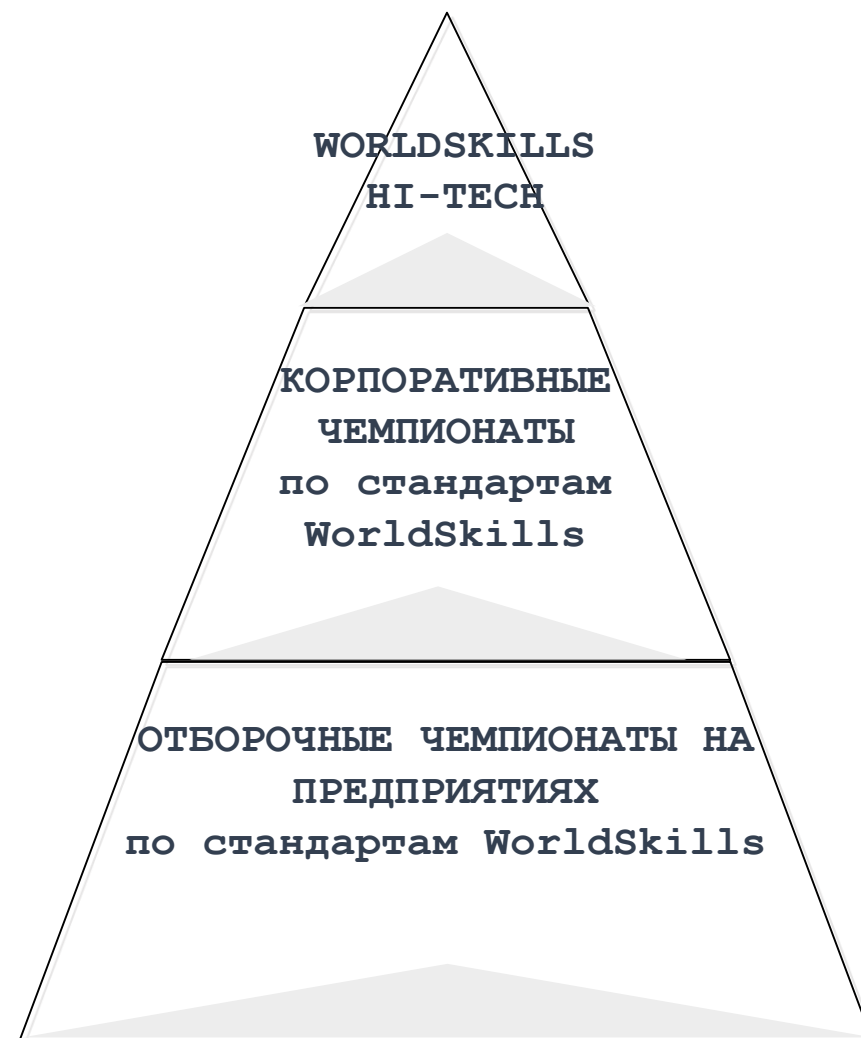 WORLDSKILLS
HI-TECH
КОРПОРАТИВНЫЕ
ЧЕМПИОНАТЫ
по стандартам
WorldSkills
ОТБОРОЧНЫЕ ЧЕМПИОНАТЫ НА
ПРЕДПРИЯТИЯХ
по стандартам WorldSkills